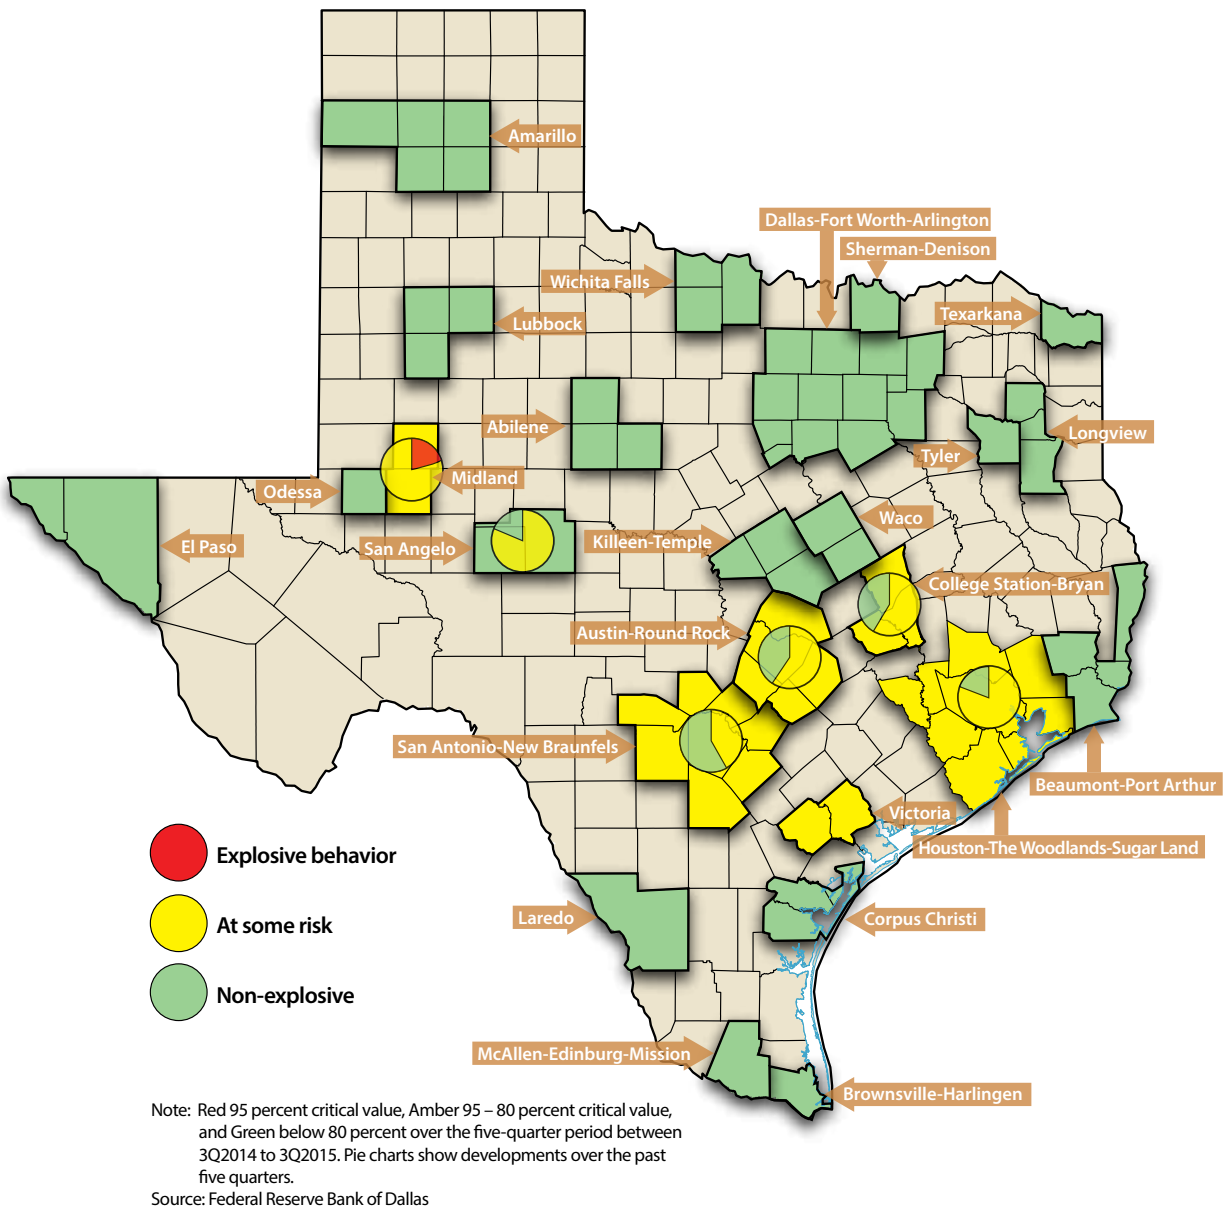 Amarillo
Dallas-Fort Worth-Arlington
Sherman-Denison
Wichita Falls
Texarkana
Lubbock
Abilene
Longview
Tyler
Midland
Odessa
Waco
Killeen-Temple
El Paso
San Angelo
College Station-Bryan
Austin-Round Rock
San Antonio-New Braunfels
Beaumont-Port Arthur
Victoria
Houston-The Woodlands-Sugar Land
Explosive behavior
At some risk
Non-explosive
Laredo
Corpus Christi
McAllen-Edinburg-Mission
Brownsville-Harlingen
Note: Red 95 percent critical value, Amber 95 – 80 percent critical value,
and Green below 80 percent over the five-quarter period between
3Q2014 to 3Q2015. Pie charts show developments over the past
five quarters.
Source: Federal Reserve Bank of Dallas